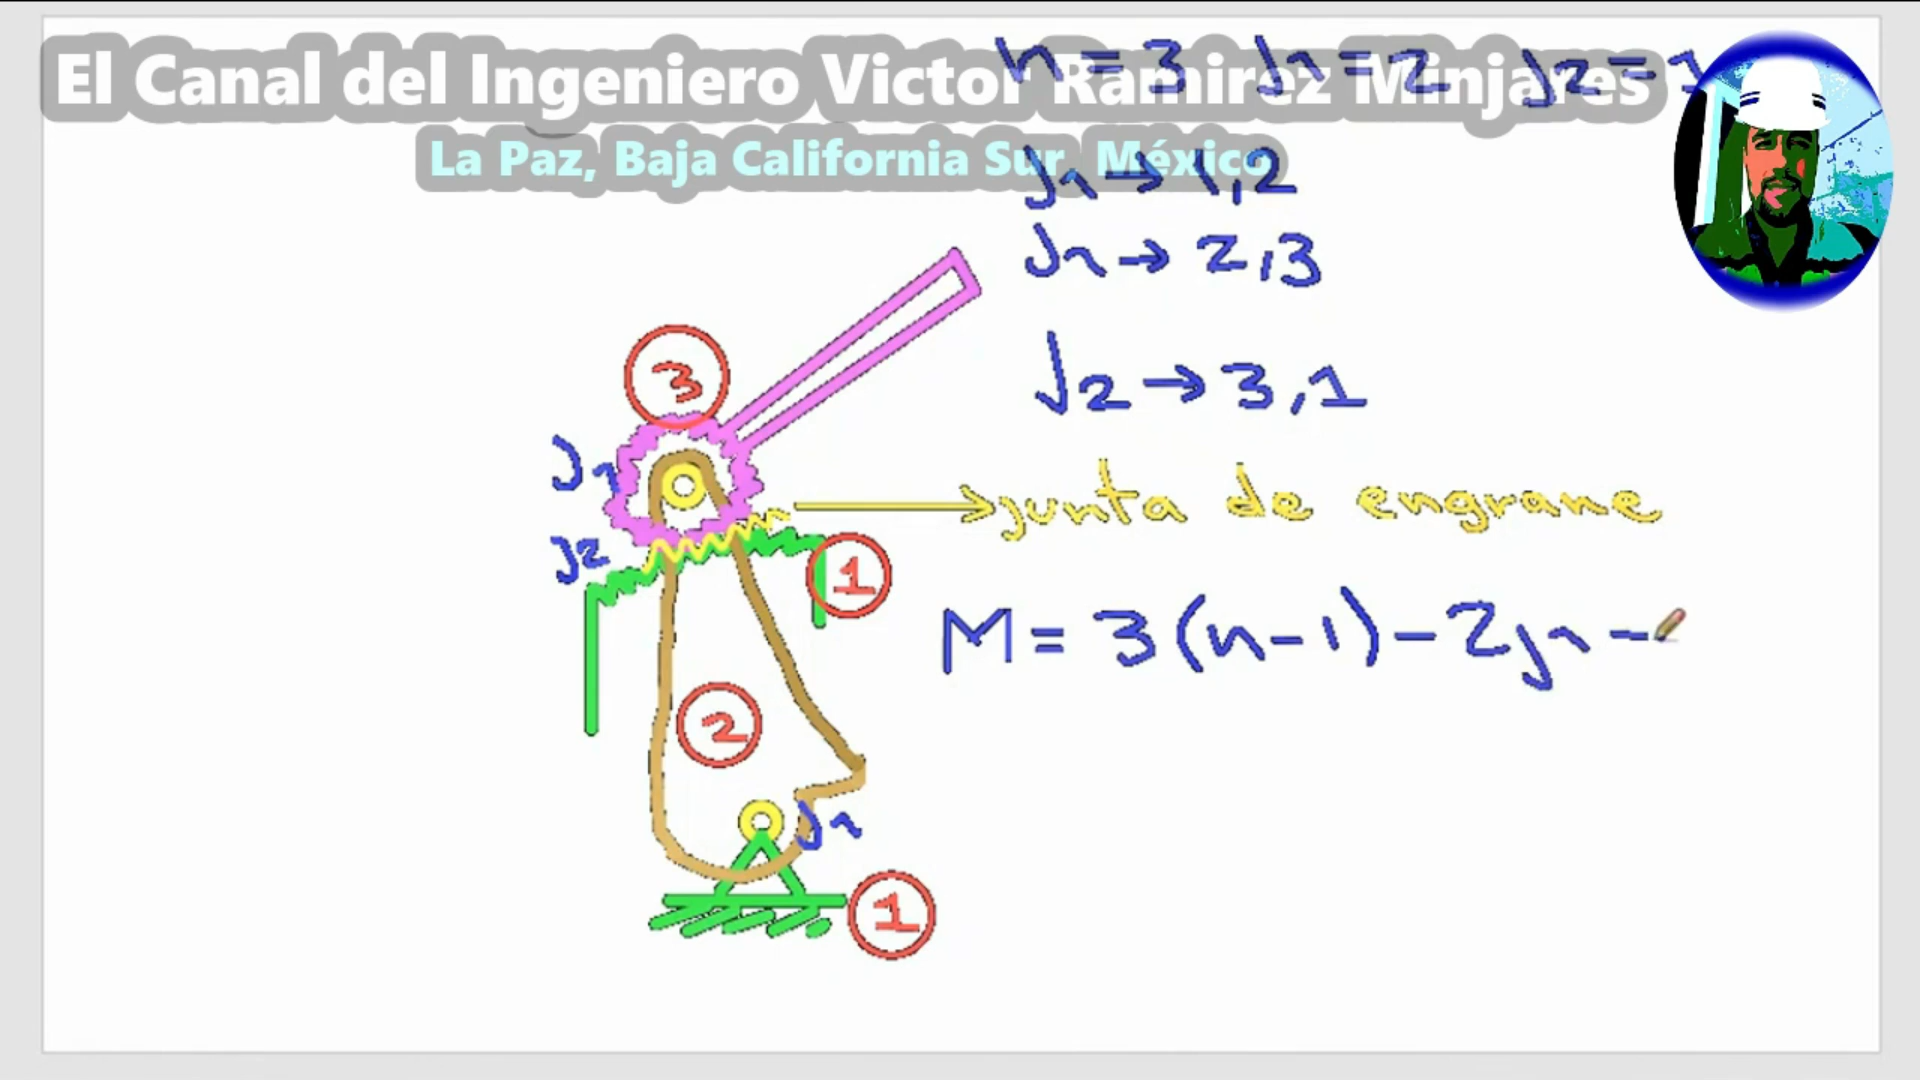 El Canal del Ingeniero Victor Ramirez Minjares
n = 3 J1 = 2 J2 = 1
La Paz, Baja California Sur, México
J1 → 1,2
J1 → 2,3
3
J2 → 3,1
J1
junta de engrane
J2
1
M = 3(n-1) - 2J1 -
2
J1
1